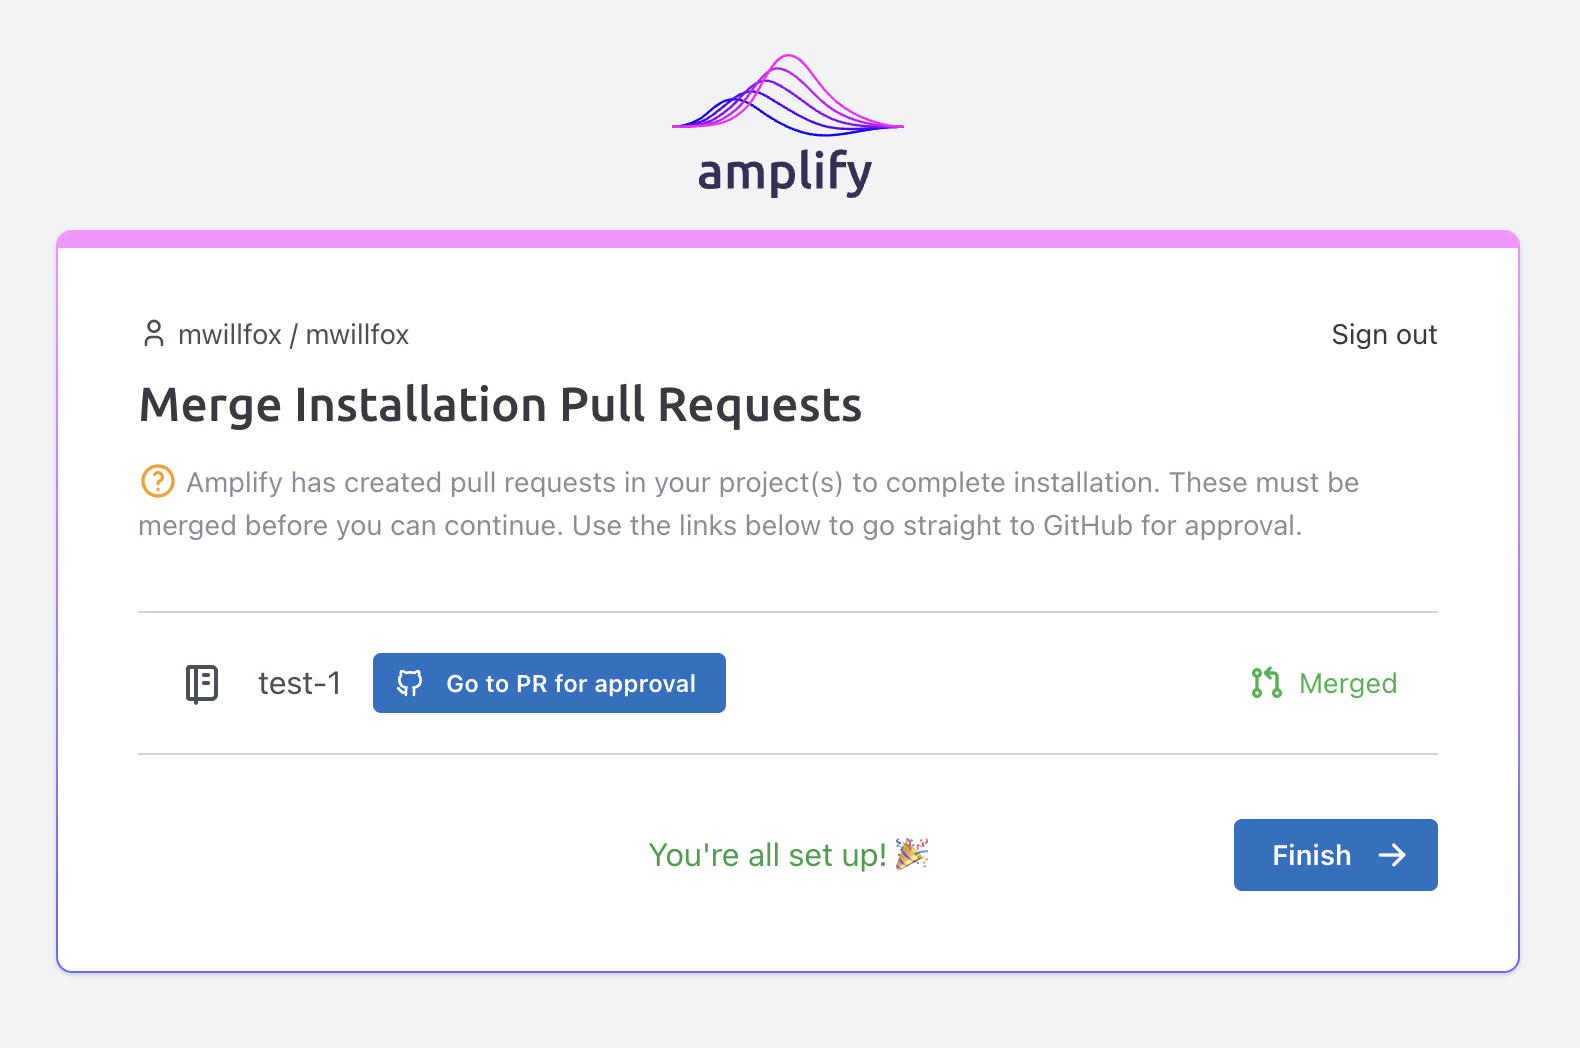 amplify
mwillfox / mwillfox
Sign out
Merge Installation Pull Requests
Amplify has created pull requests in your project(s) to complete installation. These must be
merged before you can continue. Use the links below to go straight to GitHub for approval.
test-1
Go to PR for approval
Merged
You're all set up! 🎉
Finish